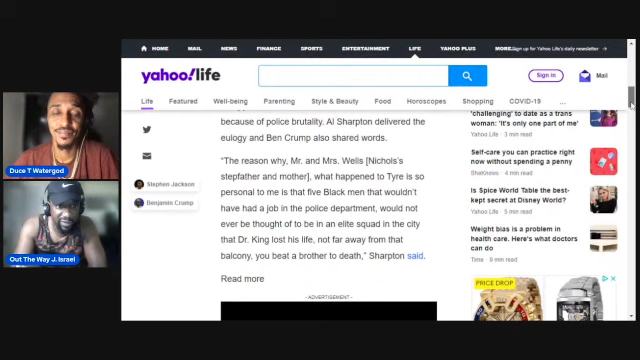 HOME MAIL NEWS FINANCE SPORTS ENTERTAINMENT LIFE YAHOO PLUS MORE... Sign up for Yahoo Life's daily newsletter →
yahoo!life
Sign in Mail
Life Featured Well-being Parenting Style & Beauty Food Horoscopes Shopping COVID-19 ...
because of police brutality. Al Sharpton delivered the
eulogy and Ben Crump also shared words.
“The reason why, Mr. and Mrs. Wells [Nichols’s
stepfather and mother], what happened to Tyre is so
personal to me is that five Black men that wouldn’t
have had a job in the police department, would not
ever be thought of to be in an elite squad in the city
that Dr. King lost his life, not far away from that
balcony, you beat a brother to death,” Sharpton said.
Read more
ADVERTISEMENT
Stephen Jackson
Benjamin Crump
'challenging' to date as a trans
woman: 'It's only one part of me'
Yahoo Life • 3 min read
Self-care you can practice right
now without spending a penny
SheKnows • 4 min read
Is Spice World Table the best-
kept secret at Disney World?
Yahoo Life • 5 min read
Weight bias is a problem in
health care. Here's what doctors
can do
Time • 9 min read
PRICE DROP
Duce T Watergod
Out The Way J. Israel